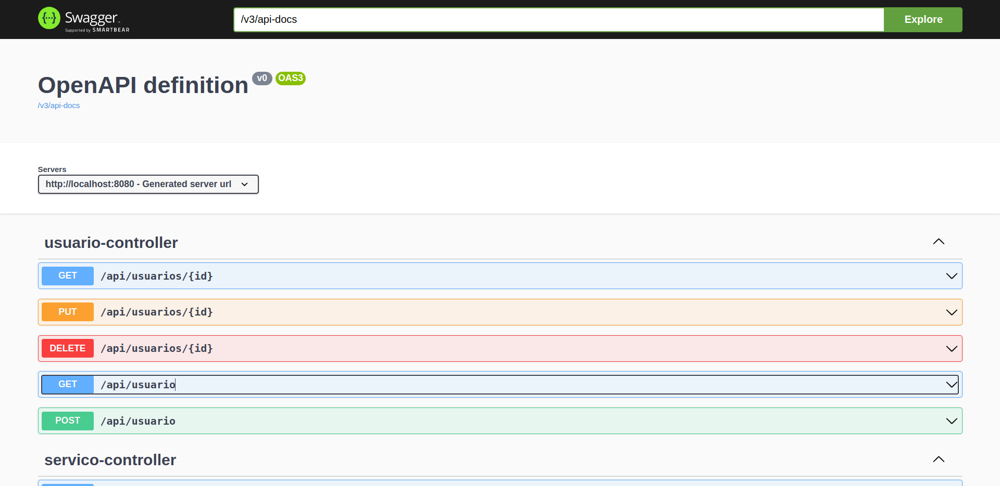 Swagger
Supported by SMARTBEAR
/v3/api-docs
Explore
OpenAPI definition v0 OAS3
/v3/api-docs
Servers
http://localhost:8080 - Generated server url
usuario-controller
GET /api/usuarios/{id}
PUT /api/usuarios/{id}
DELETE /api/usuarios/{id}
GET /api/usuario
POST /api/usuario
servico-controller